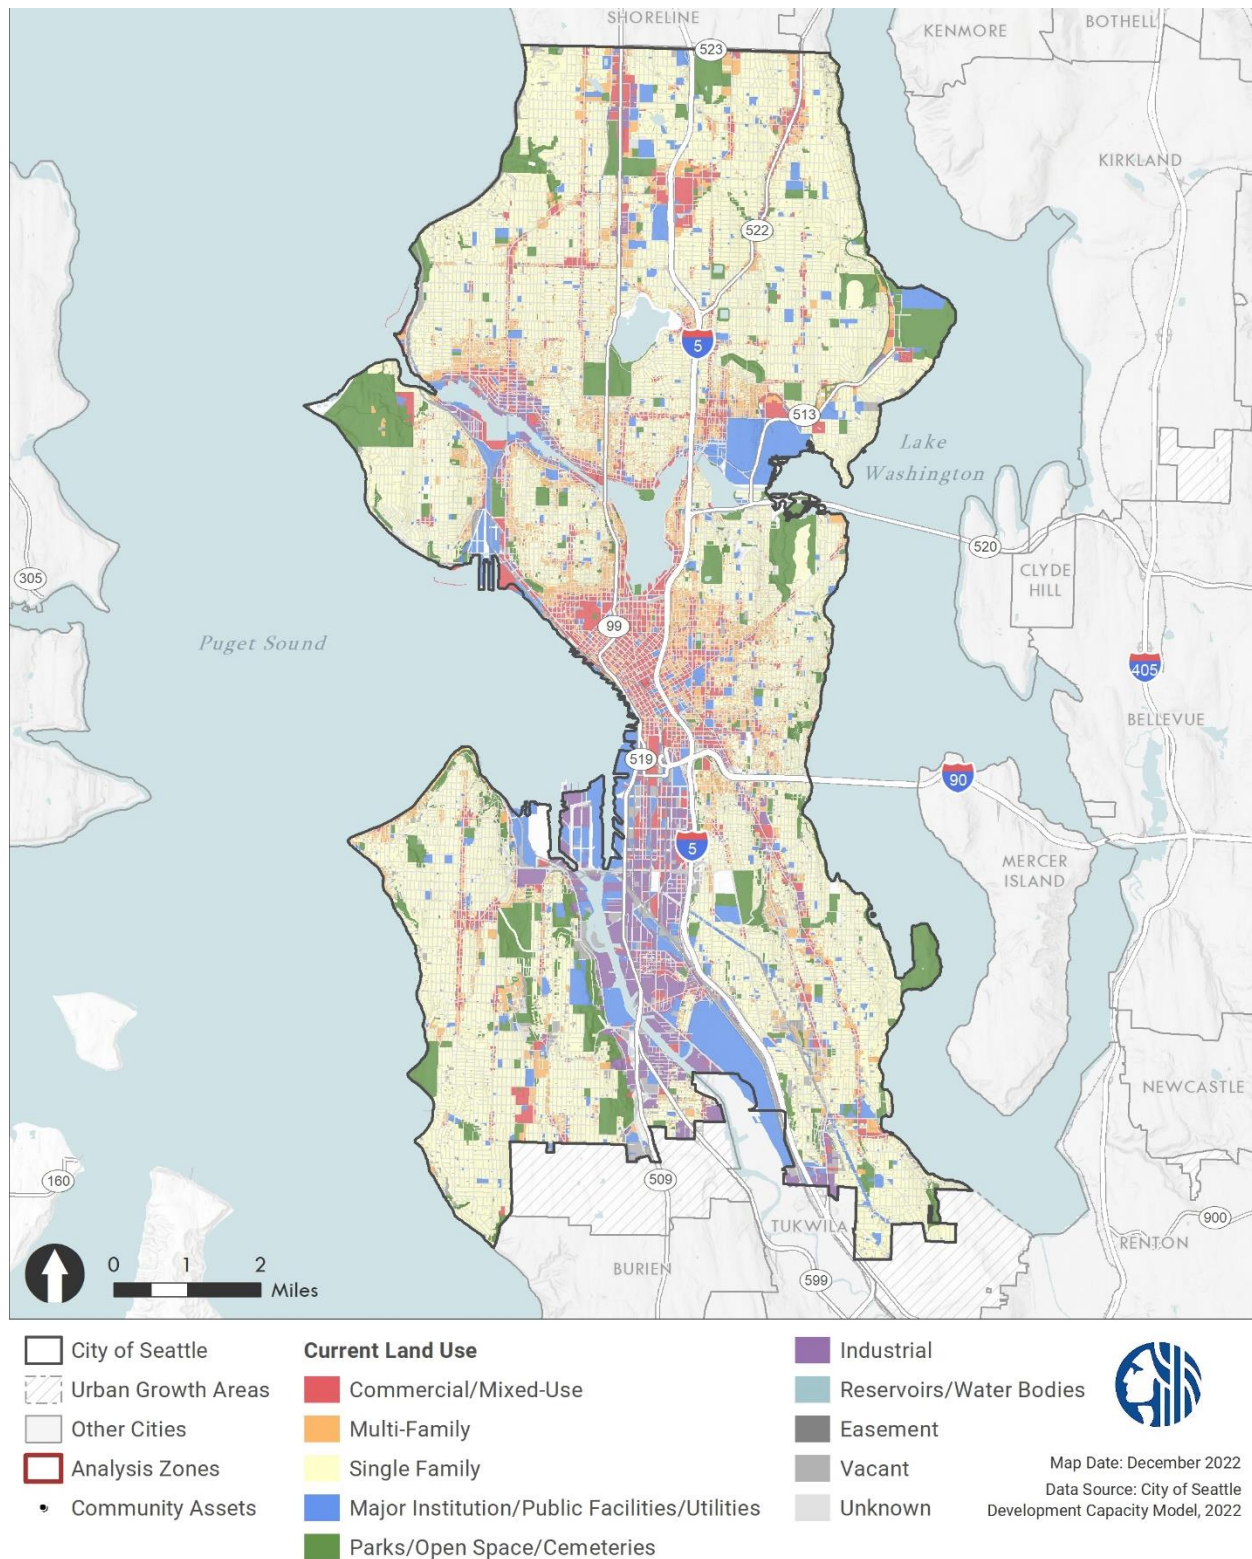 SHORELINE
KENMORE
BOTHELL
523
KIRKLAND
522
5
513
Lake
Washington
520
CLYDE
HILL
305
99
Puget Sound
405
BELLEVUE
519
90
5
MERCER
ISLAND
NEWCASTLE
160
509
TUKWILA
900
RENTON
BURIEN
599
0 1 2
Miles
City of Seattle
Urban Growth Areas
Other Cities
Analysis Zones
Community Assets
Current Land Use
Commercial/Mixed-Use
Multi-Family
Single Family
Major Institution/Public Facilities/Utilities
Parks/Open Space/Cemeteries
Industrial
Reservoirs/Water Bodies
Easement
Vacant
Unknown
Map Date: December 2022
Data Source: City of Seattle
Development Capacity Model, 2022